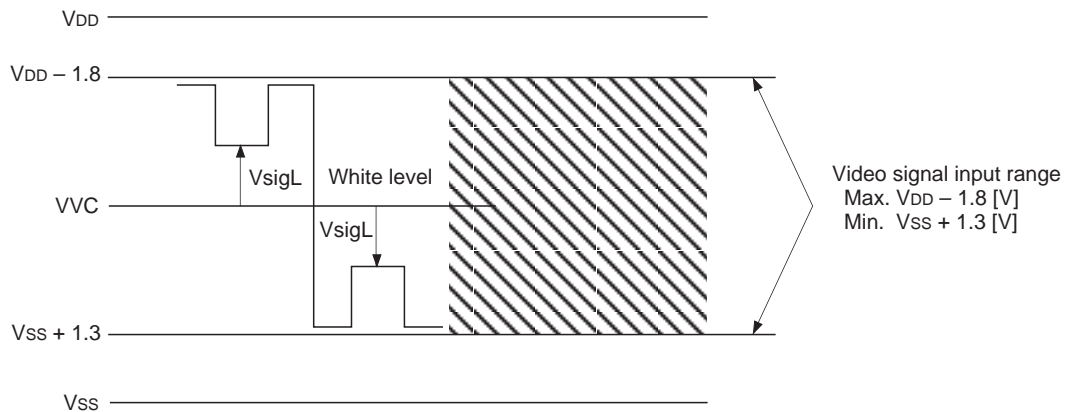 VDD
VDD – 1.8
VsigL
White level
VVC
VsigL
Video signal input range
Max. VDD – 1.8 [V]
Min. VSS + 1.3 [V]
VSS + 1.3
VSS